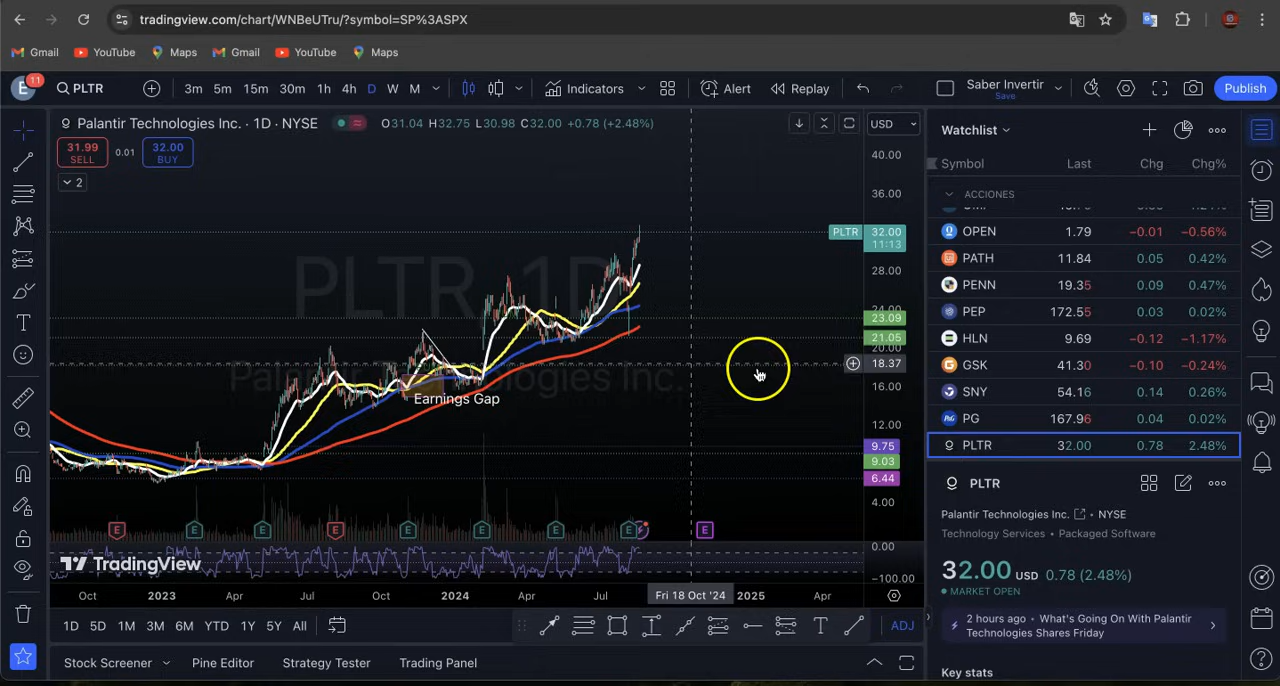 tradingview.com/chart/WNBeUTru/?symbol=SP%3ASPX
Gmail YouTube Maps Gmail YouTube Maps
E 11 PLTR 3m 5m 15m 30m 1h 4h D W M Indicators Alert Replay Saber Invertir Save Publish
Palantir Technologies Inc. · 1D · NYSE O31.04 H32.75 L30.98 C32.00 +0.78 (+2.48%) USD
31.99 SELL 0.01 32.00 BUY
2
PLTR, 1D
Palantir Technologies Inc.
Earnings Gap
40.00
36.00
PLTR 32.00
11:13
28.00
24.00
23.09
21.05
20.00
18.37
16.00
12.00
9.75
9.03
6.44
4.00
E E E E E E E E E
0.00
TradingView
−100.00
Oct 2023 Apr Jul Oct 2024 Apr Jul Fri 18 Oct '24 2025 Apr
1D 5D 1M 3M 6M YTD 1Y 5Y All ADJ
Stock Screener Pine Editor Strategy Tester Trading Panel
Watchlist
Symbol Last Chg Chg%
ACCIONES
OPEN 1.79 −0.01 −0.56%
PATH 11.84 0.05 0.42%
PENN 19.35 0.09 0.47%
PEP 172.55 0.03 0.02%
HLN 9.69 −0.12 −1.17%
GSK 41.30 −0.10 −0.24%
SNY 54.16 0.14 0.26%
PG 167.96 0.04 0.02%
PLTR 32.00 0.78 2.48%
PLTR
Palantir Technologies Inc. • NYSE
Technology Services • Packaged Software
32.00 USD 0.78 (2.48%)
MARKET OPEN
2 hours ago • What's Going On With Palantir
Technologies Shares Friday
Key stats